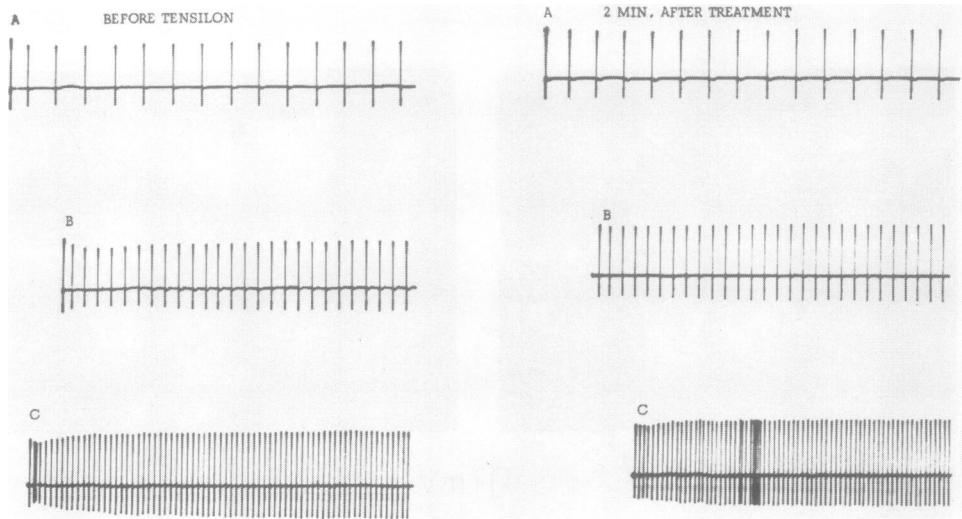 A BEFORE TENSILON
A 2 MIN. AFTER TREATMENT
B
B
C
C